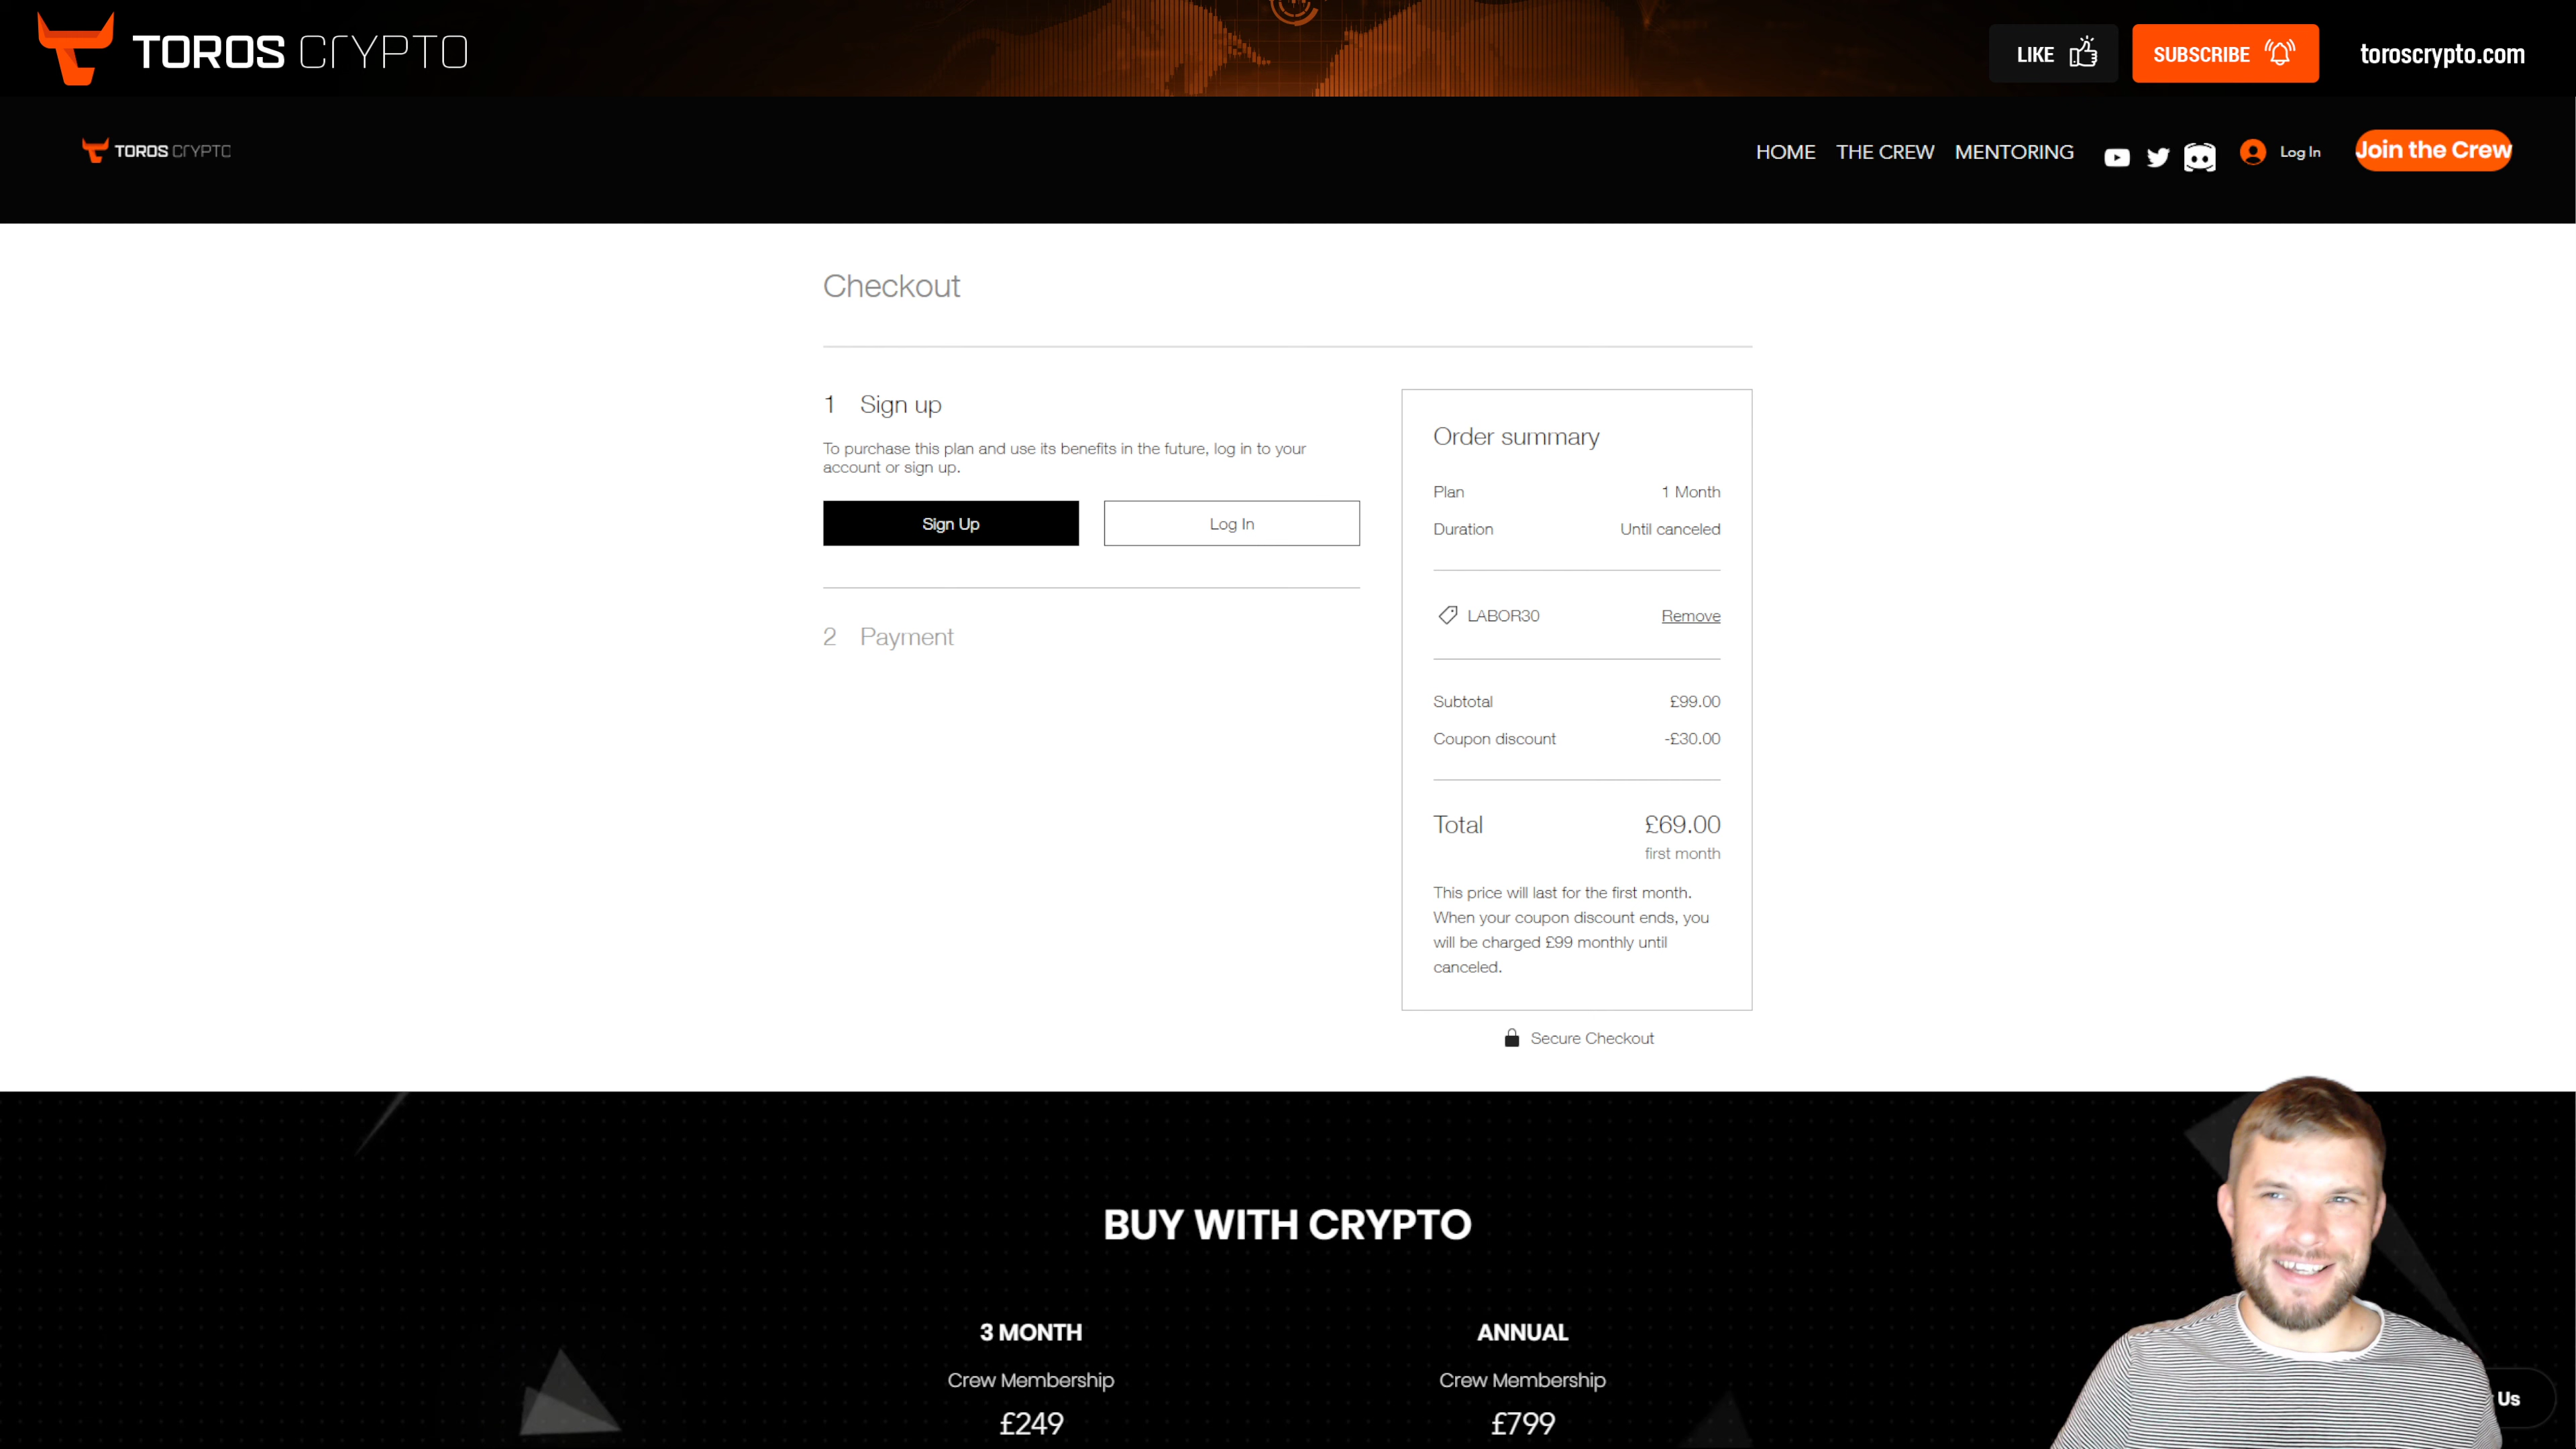 TOROS CRYPTO
LIKE
SUBSCRIBE
toroscrypto.com
TOROS CRYPTO
HOME
THE CREW
MENTORING
Log In
Join the Crew
Checkout
1 Sign up
To purchase this plan and use its benefits in the future, log in to your
account or sign up.
Sign Up
Log In
2 Payment
Order summary
Plan 1 Month
Duration Until canceled
LABOR30 Remove
Subtotal £99.00
Coupon discount -£30.00
Total £69.00
first month
This price will last for the first month.
When your coupon discount ends, you
will be charged £99 monthly until
canceled.
Secure Checkout
BUY WITH CRYPTO
3 MONTH
Crew Membership
£249
ANNUAL
Crew Membership
£799
Us